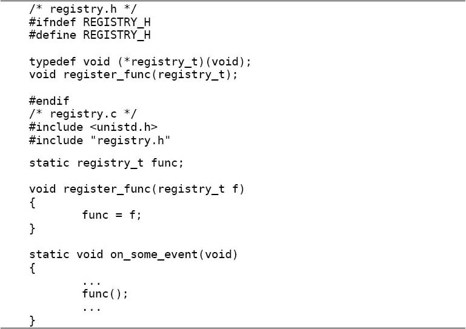 /* registry.h */
#ifndef REGISTRY_H
#define REGISTRY_H
typedef void (*registry_t)(void);
void register_func(registry_t);
#endif
/* registry.c */
#include <unistd.h>
#include "registry.h"
static registry_t func;
void register_func(registry_t f)
{
func = f;
}
static void on_some_event(void)
{
...
func();
...
}